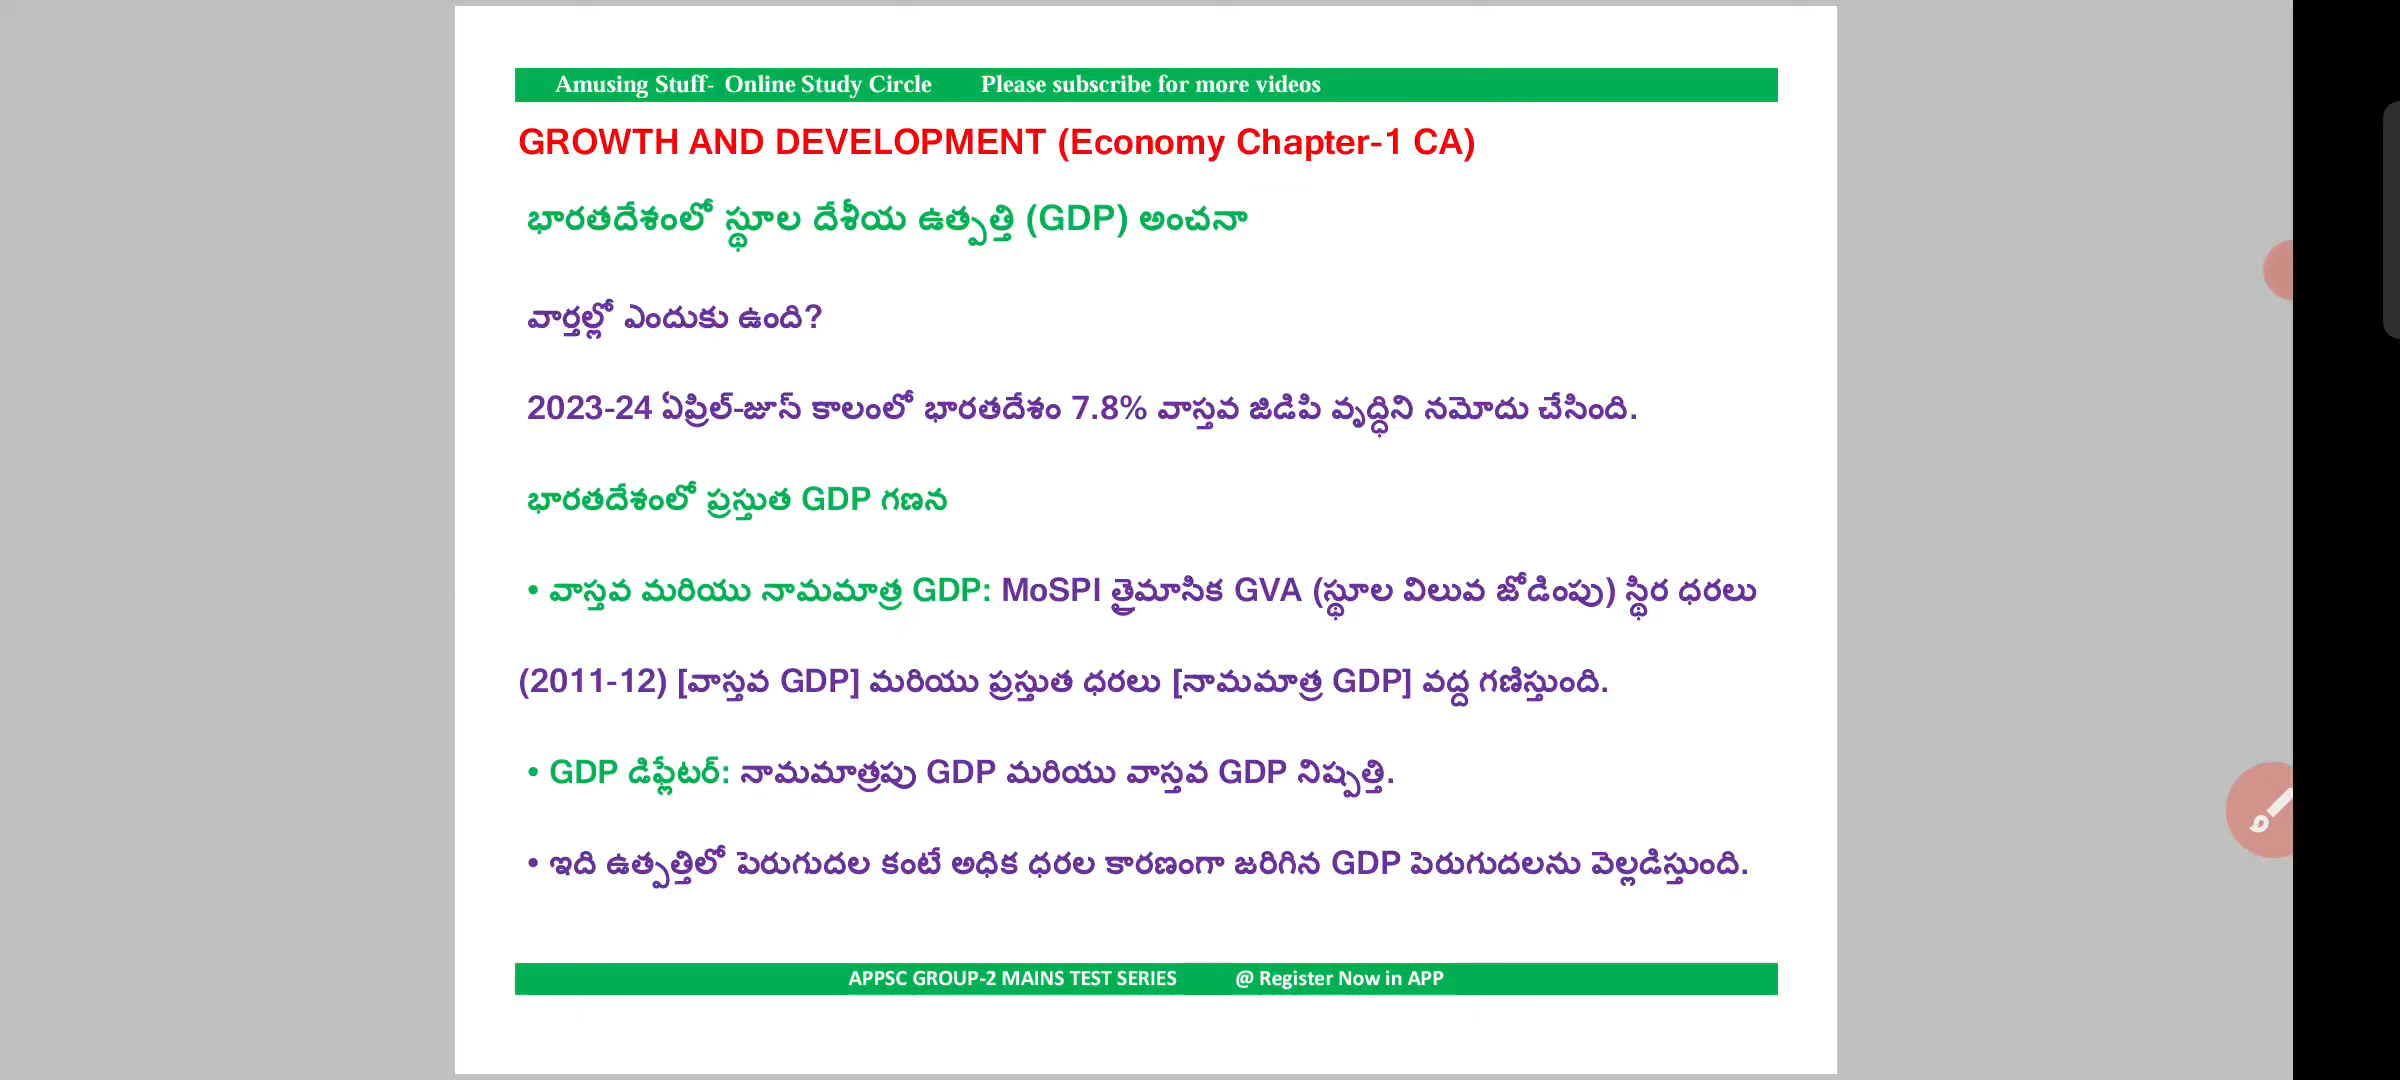 Amusing Stuff- Online Study Circle Please subscribe for more videos
GROWTH AND DEVELOPMENT (Economy Chapter-1 CA)
భారతదేశంలో స్థూల దేశీయ ఉత్పత్తి (GDP) అంచనా
వార్తల్లో ఎందుకు ఉంది?
2023-24 ఏప్రిల్-జూన్ కాలంలో భారతదేశం 7.8% వాస్తవ జిడిపి వృద్ధిని నమోదు చేసింది.
భారతదేశంలో ప్రస్తుత GDP గణన
• వాస్తవ మరియు నామమాత్ర GDP: MoSPI త్రైమాసిక GVA (స్థూల విలువ జోడింపు) స్థిర ధరలు
(2011-12) [వాస్తవ GDP] మరియు ప్రస్తుత ధరలు [నామమాత్ర GDP] వద్ద గణిస్తుంది.
• GDP డిఫ్లేటర్: నామమాత్రపు GDP మరియు వాస్తవ GDP నిష్పత్తి.
• ఇది ఉత్పత్తిలో పెరుగుదల కంటే అధిక ధరల కారణంగా జరిగిన GDP పెరుగుదలను వెల్లడిస్తుంది.
APPSC GROUP-2 MAINS TEST SERIES @ Register Now in APP